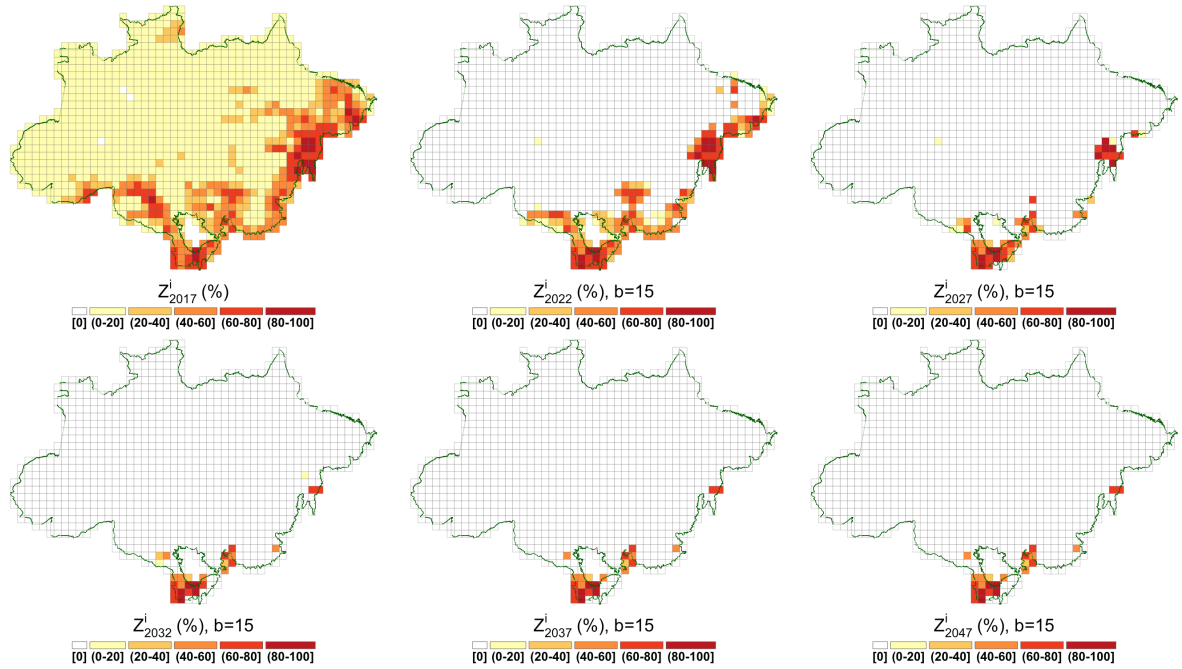 Z^i_2017 (%)
[0] (0-20] (20-40] (40-60] (60-80] (80-100]
Z^i_2022 (%), b=15
[0] (0-20] (20-40] (40-60] (60-80] (80-100]
Z^i_2027 (%), b=15
[0] (0-20] (20-40] (40-60] (60-80] (80-100]
Z^i_2032 (%), b=15
[0] (0-20] (20-40] (40-60] (60-80] (80-100]
Z^i_2037 (%), b=15
[0] (0-20] (20-40] (40-60] (60-80] (80-100]
Z^i_2047 (%), b=15
[0] (0-20] (20-40] (40-60] (60-80] (80-100]